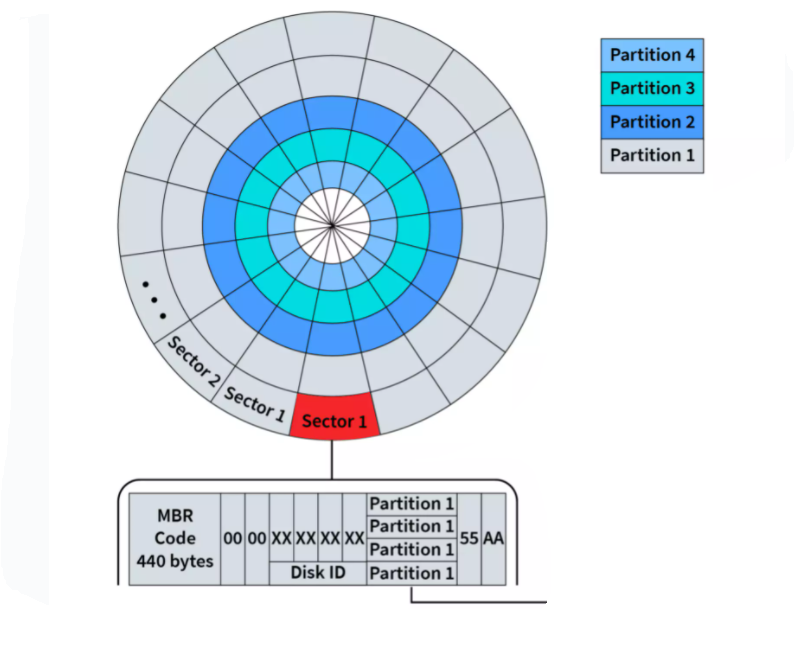 Partition 4
Partition 3
Partition 2
Partition 1
Sector 2
Sector 1
Sector 1
MBR
Code
440 bytes
00 00 XX XX XX XX
Disk ID
Partition 1
Partition 1
Partition 1
Partition 1
55 AA